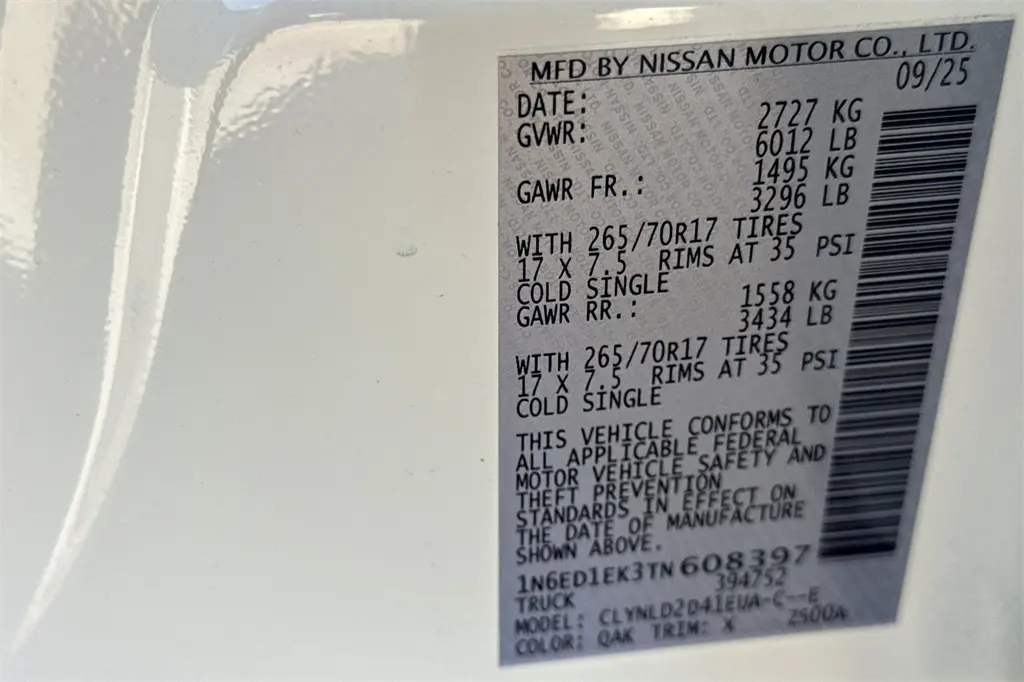 MFD BY NISSAN MOTOR CO., LTD.
DATE: 09/25
GVWR: 2727 KG
6012 LB
GAWR FR.: 1495 KG
3296 LB
WITH 265/70R17 TIRES
17 X 7.5 RIMS AT 35 PSI
COLD SINGLE
GAWR RR.: 1558 KG
3434 LB
WITH 265/70R17 TIRES
17 X 7.5 RIMS AT 35 PSI
COLD SINGLE
THIS VEHICLE CONFORMS TO
ALL APPLICABLE FEDERAL
MOTOR VEHICLE SAFETY AND
THEFT PREVENTION
STANDARDS IN EFFECT ON
THE DATE OF MANUFACTURE
SHOWN ABOVE.
1N6ED1EK3TN608397
TRUCK 394752
MODEL: CLYNLD2D41EUA-C--E
COLOR: QAK TRIM: X 2S00A